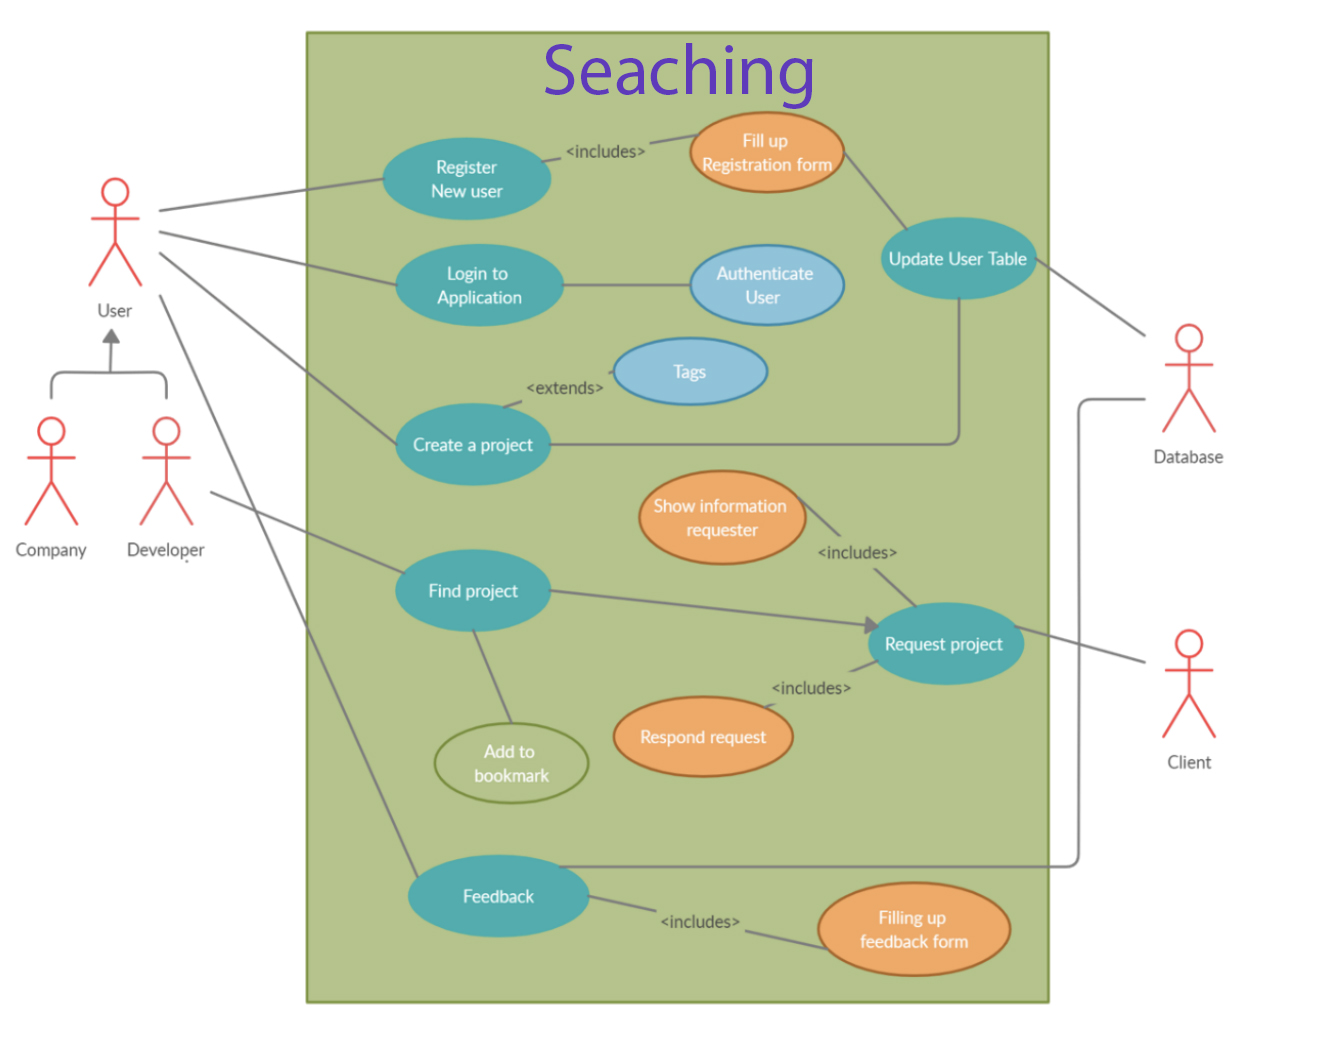 Seaching
Fill up
Registration form
<includes>
Register
New user
Update User Table
Login to
Application
Authenticate
User
User
Tags
<extends>
Create a project
Database
Company
Developer
Show information
requester
<includes>
Find project
Request project
<includes>
Respond request
Add to
bookmark
Client
Feedback
<includes>
Filling up
feedback form